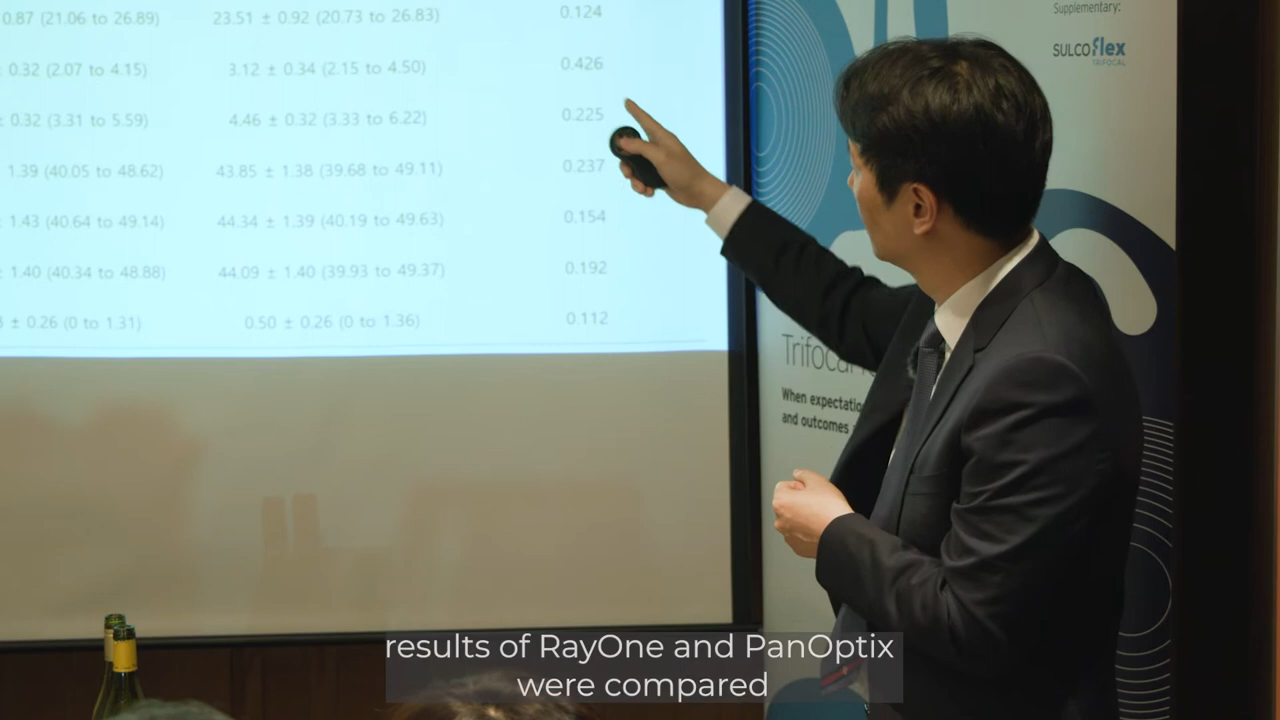 0.87 (21.06 to 26.89) 23.51 ± 0.92 (20.73 to 26.83) 0.124
± 0.32 (2.07 to 4.15) 3.12 ± 0.34 (2.15 to 4.50) 0.426
± 0.32 (3.31 to 5.59) 4.46 ± 0.32 (3.33 to 6.22) 0.225
1.39 (40.05 to 48.62) 43.85 ± 1.38 (39.68 to 49.11) 0.237
± 1.43 (40.64 to 49.14) 44.34 ± 1.39 (40.19 to 49.63) 0.154
± 1.40 (40.34 to 48.88) 44.09 ± 1.40 (39.93 to 49.37) 0.192
± 0.26 (0 to 1.31) 0.50 ± 0.26 (0 to 1.36) 0.112
Supplementary:
SULCOflex
TRIFOCAL
When
and outcomes
results of RayOne and PanOptix
were compared